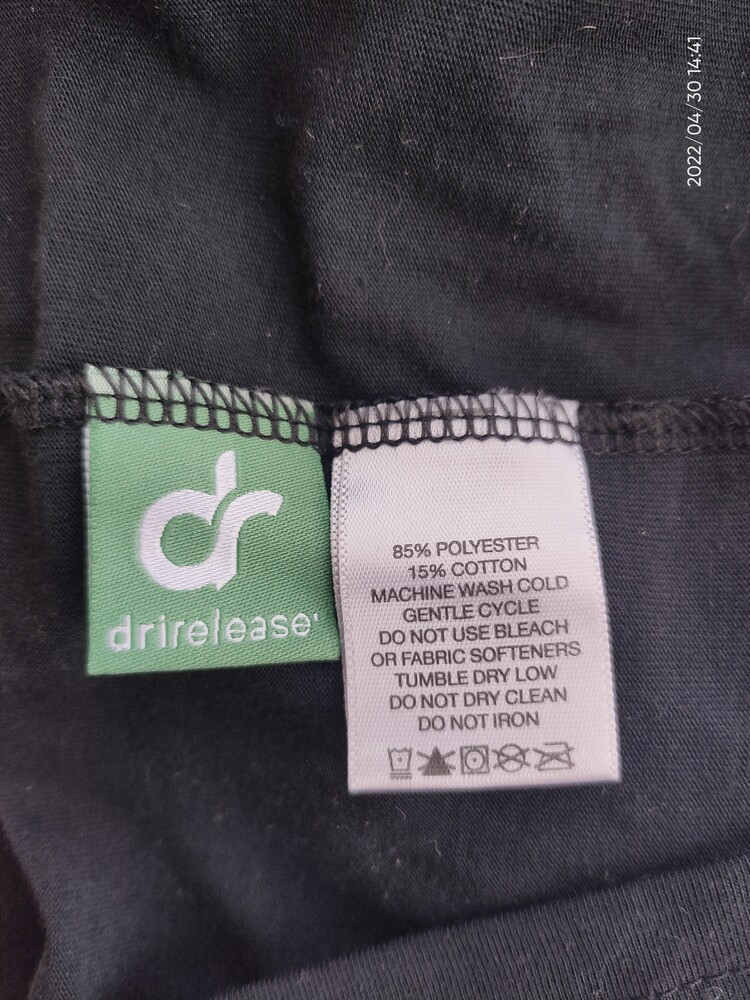 2022/04/30 14:41
dr
drirelease®
85% POLYESTER
15% COTTON
MACHINE WASH COLD
GENTLE CYCLE
DO NOT USE BLEACH
OR FABRIC SOFTENERS
TUMBLE DRY LOW
DO NOT DRY CLEAN
DO NOT IRON